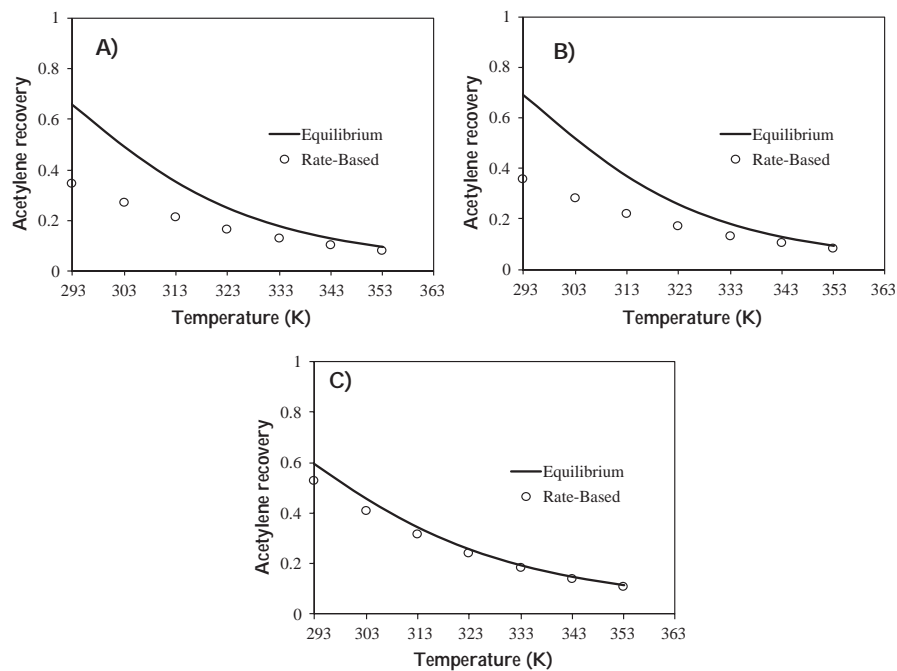 A)
1
0.8
0.6
0.4
0.2
0
Acetylene recovery
Equilibrium
Rate-Based
293 303 313 323 333 343 353 363
Temperature (K)
B)
1
0.8
0.6
0.4
0.2
0
Acetylene recovery
Equilibrium
Rate-Based
293 303 313 323 333 343 353 363
Temperature (K)
C)
1
0.8
0.6
0.4
0.2
0
Acetylene recovery
Equilibrium
Rate-Based
293 303 313 323 333 343 353 363
Temperature (K)